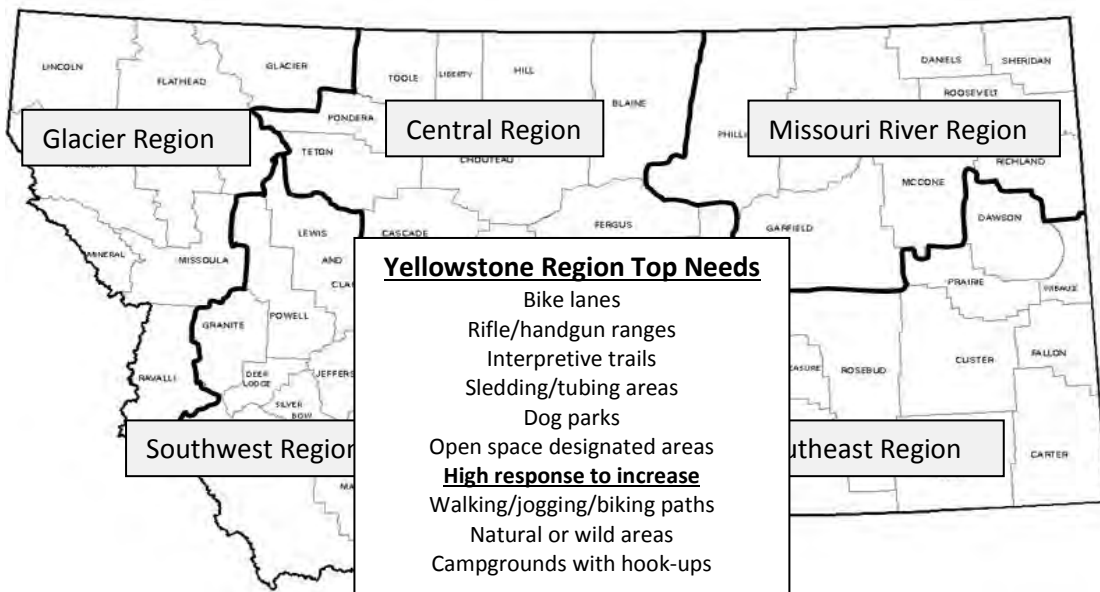 LINCOLN
FLATHEAD
GLACIER
TOOLE
LIBERTY
HILL
BLAINE
DANIELS
SHERIDAN
ROOSEVELT
PONDERA
Glacier Region
Central Region
PHILLI
Missouri River Region
TETON
CHOUTEAU
RICHLAND
MCCONE
DAWSON
LEWIS
AND
CLA
CASCADE
FERGUS
GARFIELD
MINERAL
MISSOULA
PRAIRIE
WIBAUX
GRANITE
POWELL
Yellowstone Region Top Needs
Bike lanes
Rifle/handgun ranges
Interpretive trails
Sledding/tubing areas
Dog parks
Open space designated areas
High response to increase
Walking/jogging/biking paths
Natural or wild areas
Campgrounds with hook-ups
RAVALLI
DEER
LODGE
JEFFERS
SILVER
BOW
EASURE
ROSEBUD
CUSTER
FALLON
Southwest Region
utheast Region
CARTER
MA